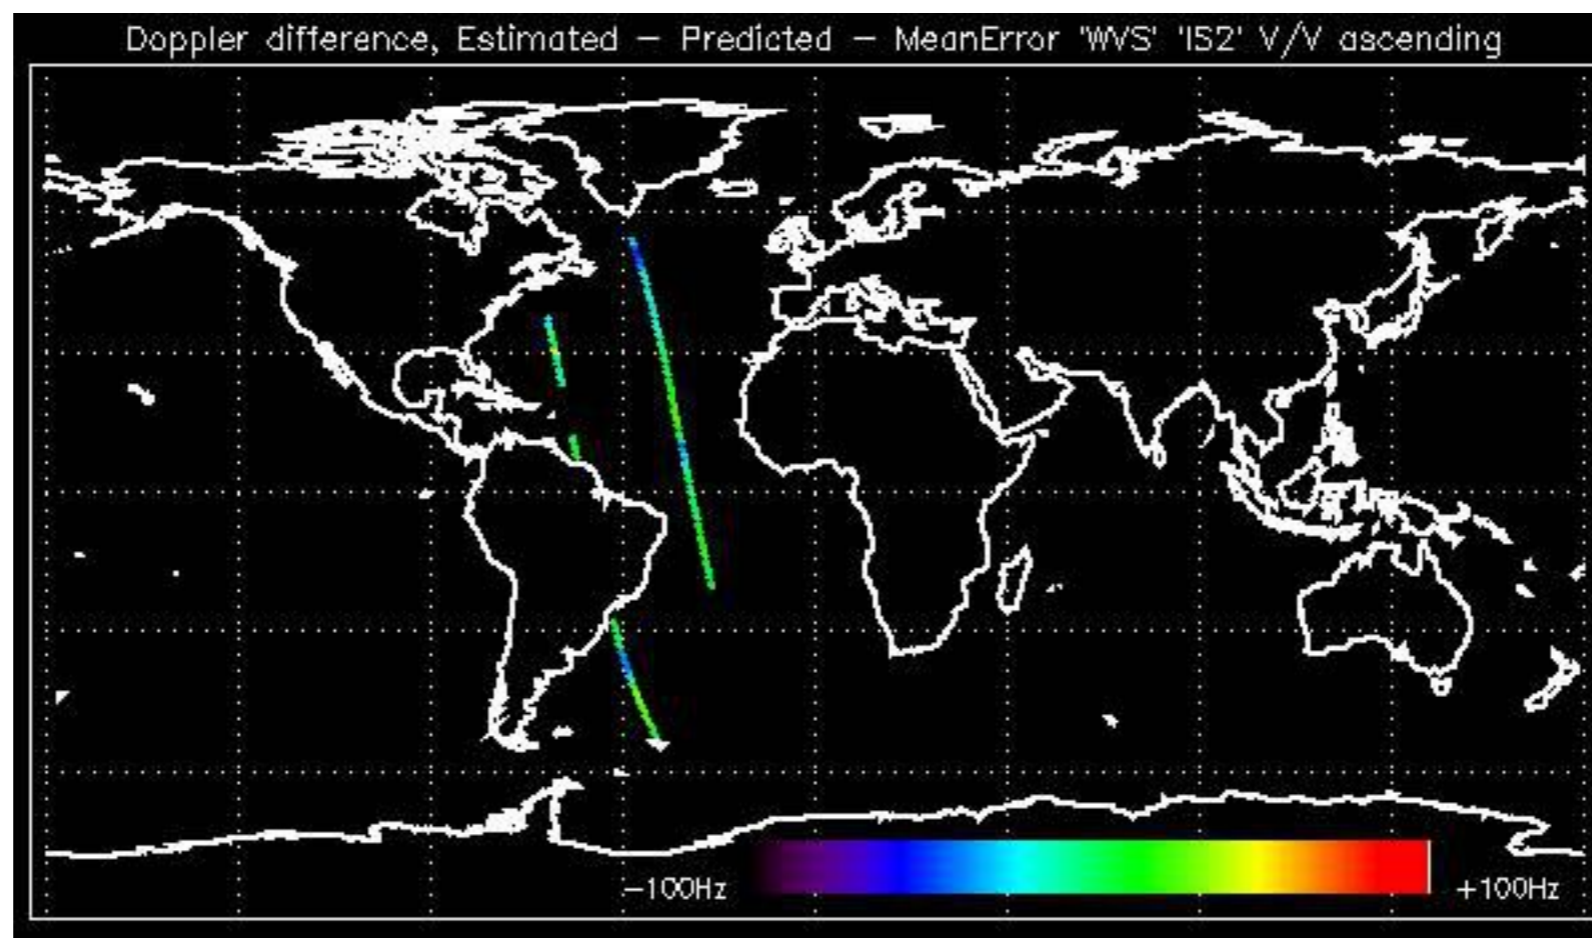 Doppler difference, Estimated – Predicted – MeanError 'WVS' 'IS2' V/V ascending
–100Hz
+100Hz